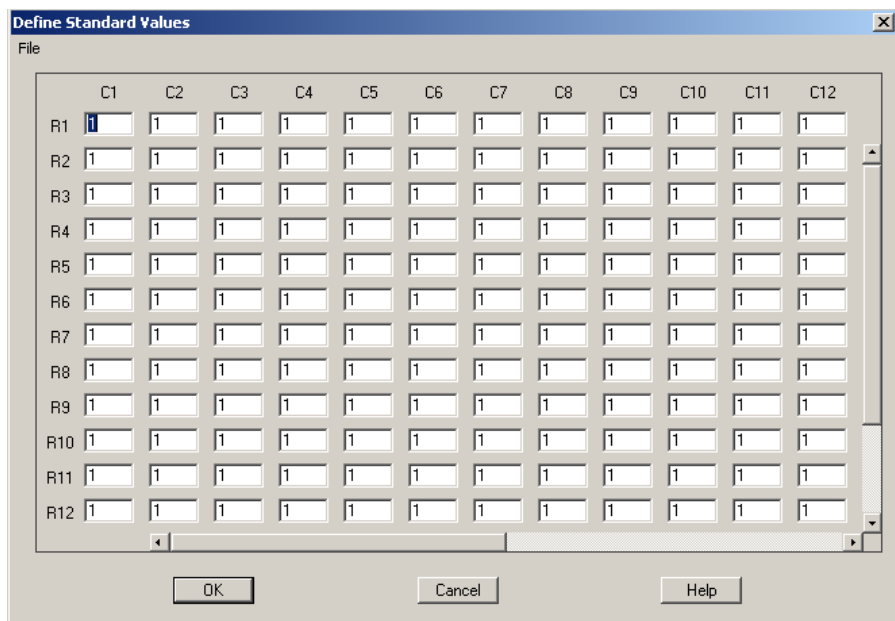 Define Standard Values
File
C1 C2 C3 C4 C5 C6 C7 C8 C9 C10 C11 C12
R1 1 1 1 1 1 1 1 1 1 1 1 1
R2 1 1 1 1 1 1 1 1 1 1 1 1
R3 1 1 1 1 1 1 1 1 1 1 1 1
R4 1 1 1 1 1 1 1 1 1 1 1 1
R5 1 1 1 1 1 1 1 1 1 1 1 1
R6 1 1 1 1 1 1 1 1 1 1 1 1
R7 1 1 1 1 1 1 1 1 1 1 1 1
R8 1 1 1 1 1 1 1 1 1 1 1 1
R9 1 1 1 1 1 1 1 1 1 1 1 1
R10 1 1 1 1 1 1 1 1 1 1 1 1
R11 1 1 1 1 1 1 1 1 1 1 1 1
R12 1 1 1 1 1 1 1 1 1 1 1 1
OK Cancel Help